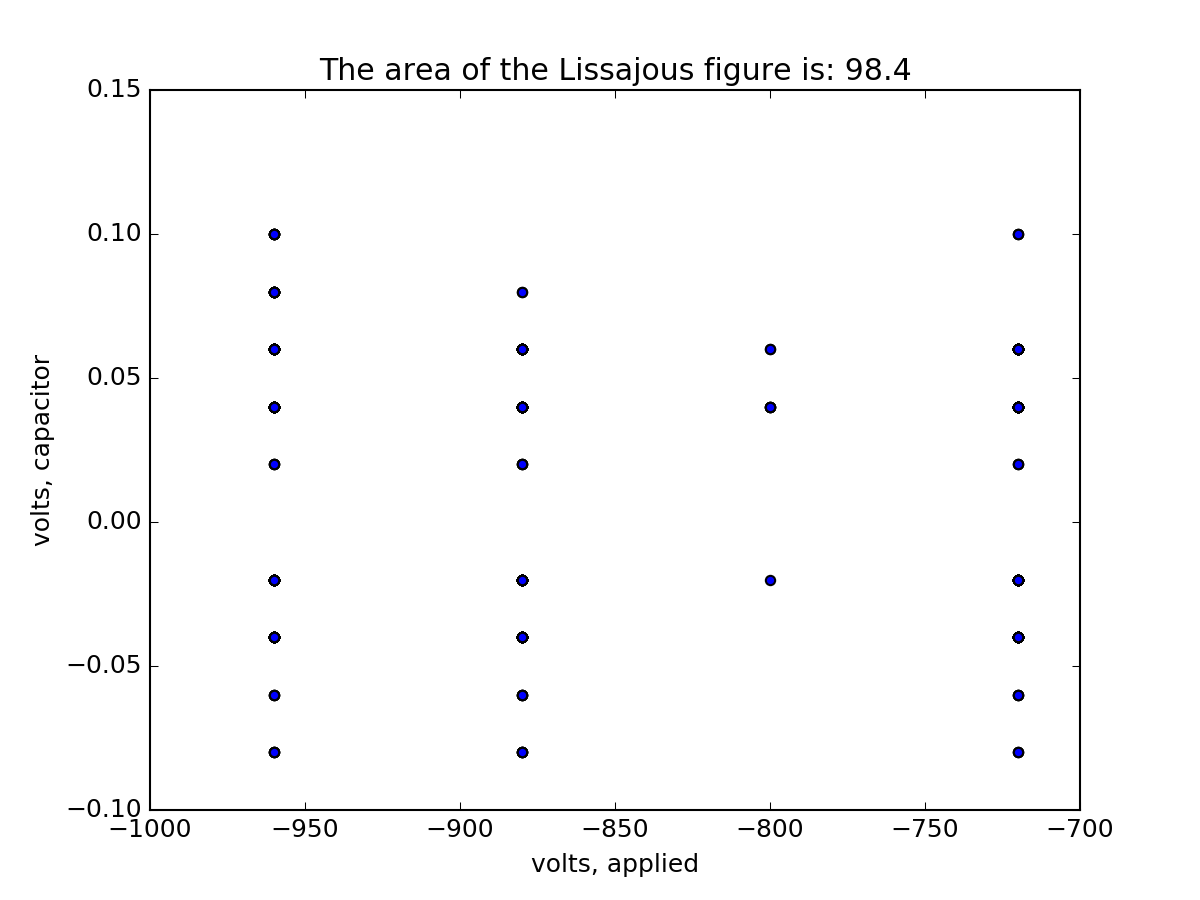 The area of the Lissajous figure is: 98.4
0.15
0.10
0.05
0.00
−0.05
−0.10
volts, capacitor
−1000 −950 −900 −850 −800 −750 −700
volts, applied